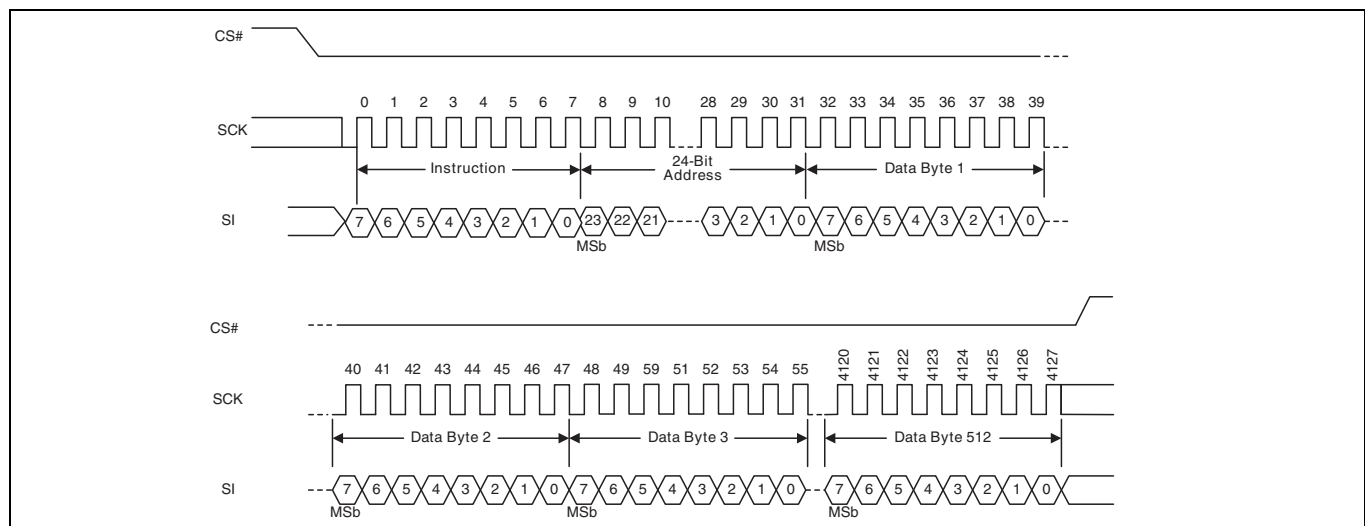 CS#
0 1 2 3 4 5 6 7 8 9 10 28 29 30 31 32 33 34 35 36 37 38 39
SCK
Instruction 24-Bit Address Data Byte 1
SI 7 6 5 4 3 2 1 0 23 22 21 3 2 1 0 7 6 5 4 3 2 1 0
MSb MSb
CS#
40 41 42 43 44 45 46 47 48 49 59 51 52 53 54 55 4120 4121 4122 4123 4124 4125 4126 4127
SCK
Data Byte 2 Data Byte 3 Data Byte 512
SI 7 6 5 4 3 2 1 0 7 6 5 4 3 2 1 0 7 6 5 4 3 2 1 0
MSb MSb MSb